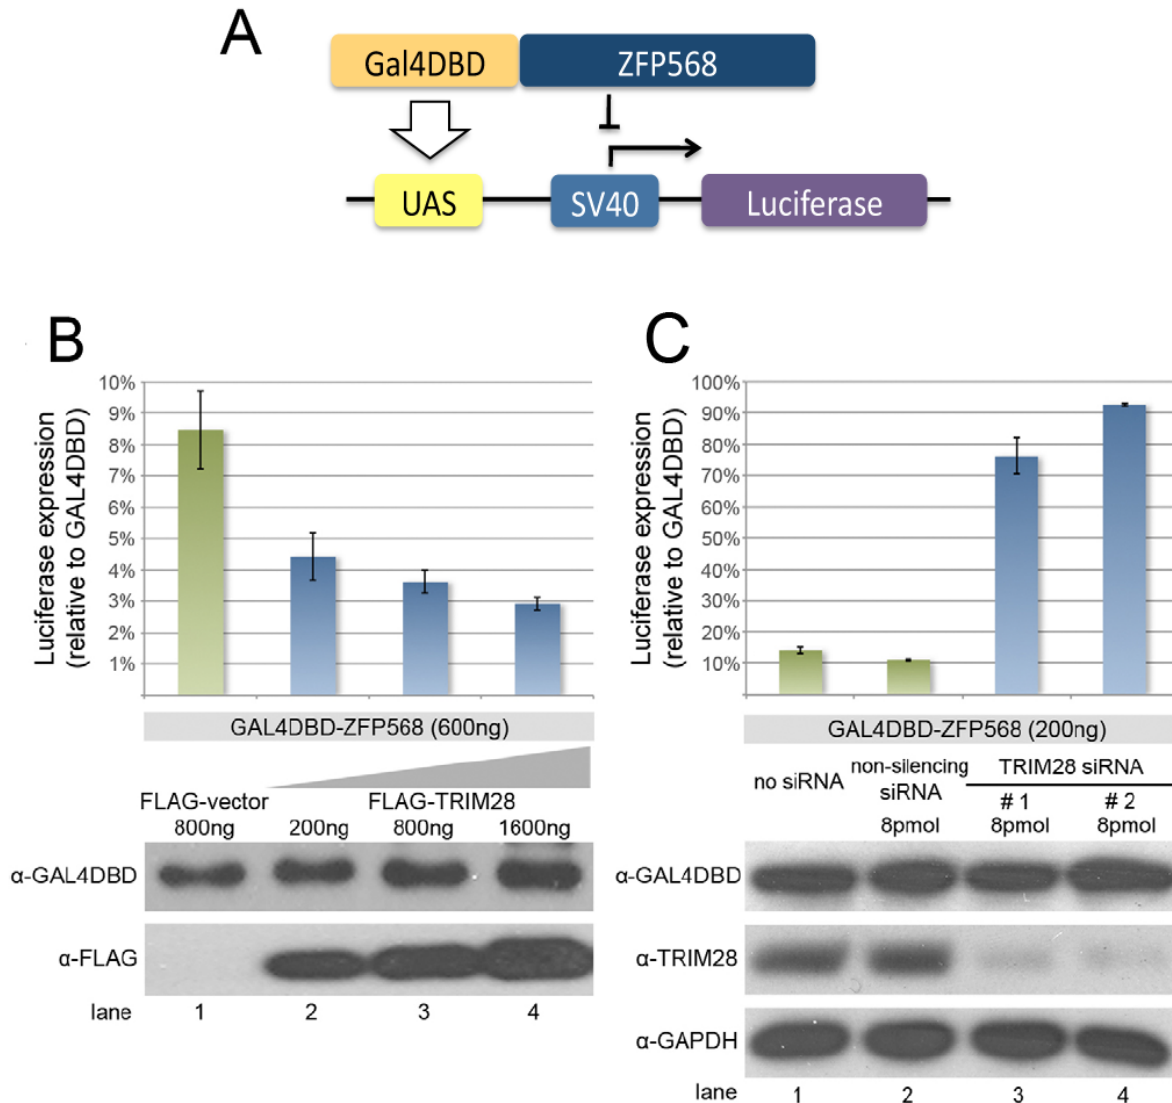 A
Gal4DBD ZFP568
UAS SV40 Luciferase
B
Luciferase expression
(relative to GAL4DBD)
10%
9%
8%
7%
6%
5%
4%
3%
2%
1%
GAL4DBD-ZFP568 (600ng)
FLAG-vector FLAG-TRIM28
800ng 200ng 800ng 1600ng
α-GAL4DBD
α-FLAG
lane 1 2 3 4
C
Luciferase expression
(relative to GAL4DBD)
100%
90%
80%
70%
60%
50%
40%
30%
20%
10%
GAL4DBD-ZFP568 (200ng)
no siRNA non-silencing siRNA 8pmol
TRIM28 siRNA
# 1 # 2
8pmol 8pmol
α-GAL4DBD
α-TRIM28
α-GAPDH
lane 1 2 3 4